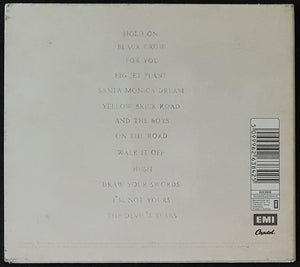 HOLD ON
BLACK CROW
FOR YOU
BIG JET PLANE
SANTA MONICA DREAM
YELLOW BRICK ROAD
AND THE BOYS
ON THE ROAD
WALK IT OFF
HUSH
DRAW YOUR SWORDS
I'M NOT YOURS
THE DEVIL'S TEARS
EMI
Capitol